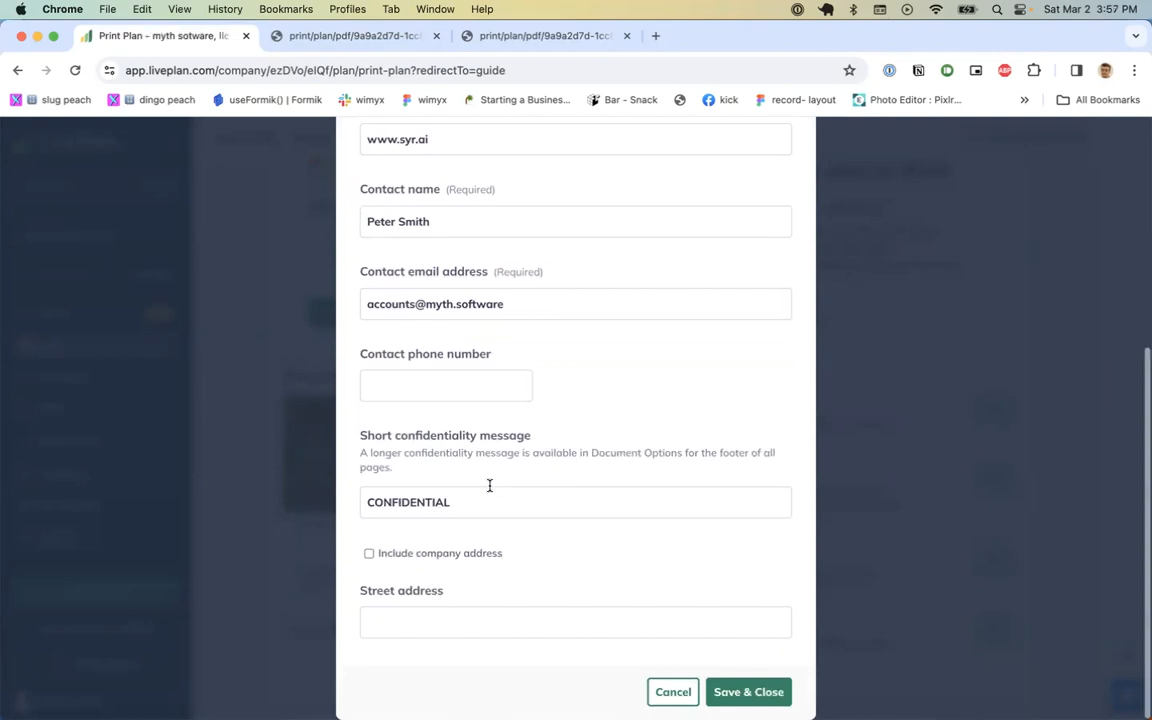 Chrome File Edit View History Bookmarks Profiles Tab Window Help Sat Mar 2 3:57 PM
Print Plan - myth sotware, llc print/plan/pdf/9a9a2d7d-1cc print/plan/pdf/9a9a2d7d-1cc
app.liveplan.com/company/ezDVo/elQf/plan/print-plan?redirectTo=guide
slug peach dingo peach useFormik() | Formik wimyx wimyx Starting a Busines... Bar - Snack kick record- layout Photo Editor : Pixlr... » All Bookmarks
www.syr.ai
Contact name (Required)
Peter Smith
Contact email address (Required)
accounts@myth.software
Contact phone number
Short confidentiality message
A longer confidentiality message is available in Document Options for the footer of all
pages.
CONFIDENTIAL
Include company address
Street address
Cancel Save & Close